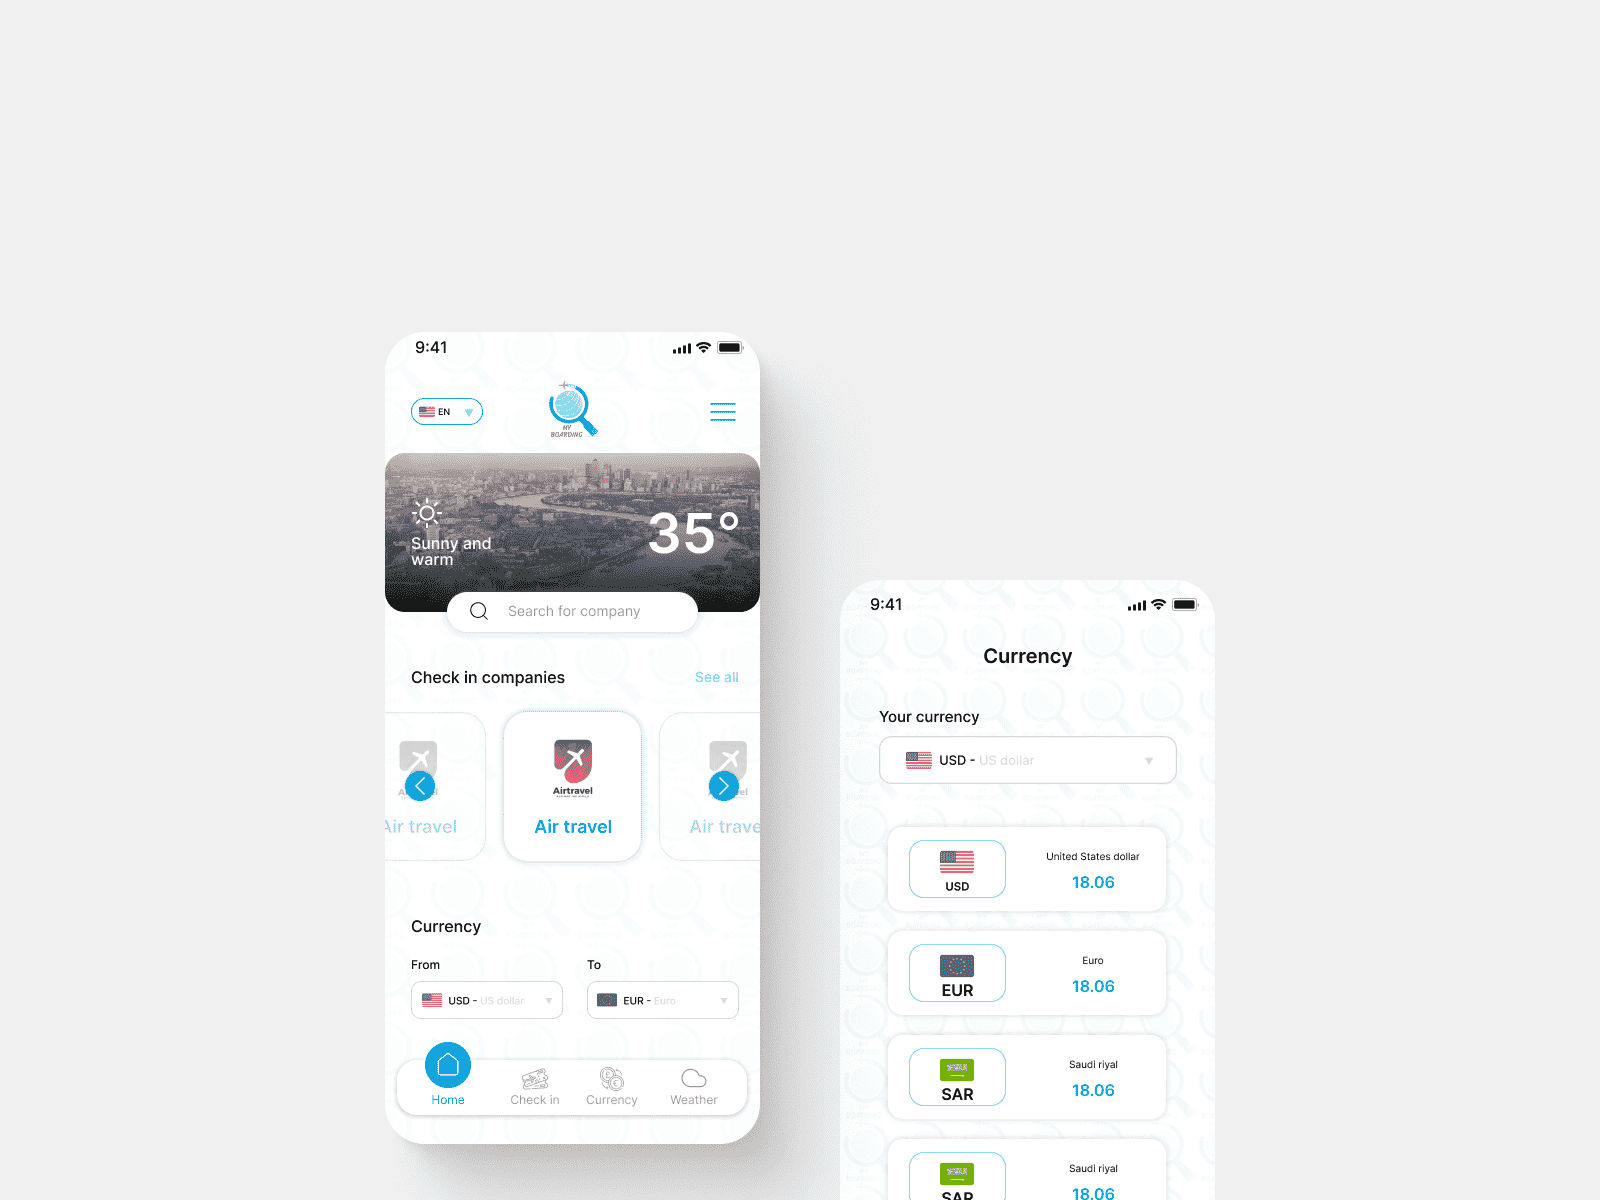 9:41
EN
MY
BOARDING
Sunny and
warm
35°
Search for company
Check in companies
See all
Airtravel
Air travel
Airtravel
Air travel
Air trave
Currency
From
To
USD - US dollar
EUR - Euro
Home
Check in
Currency
Weather
9:41
Currency
Your currency
USD - US dollar
USD
United States dollar
18.06
EUR
Euro
18.06
SAR
Saudi riyal
18.06
SAR
Saudi riyal
18.06